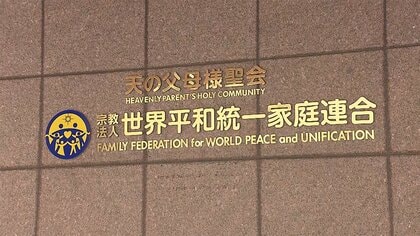 天の父母様聖会
HEAVENLY PARENT'S HOLY COMMUNITY
宗教法人 世界平和統一家庭連合
FAMILY FEDERATION for WORLD PEACE and UNIFICATION